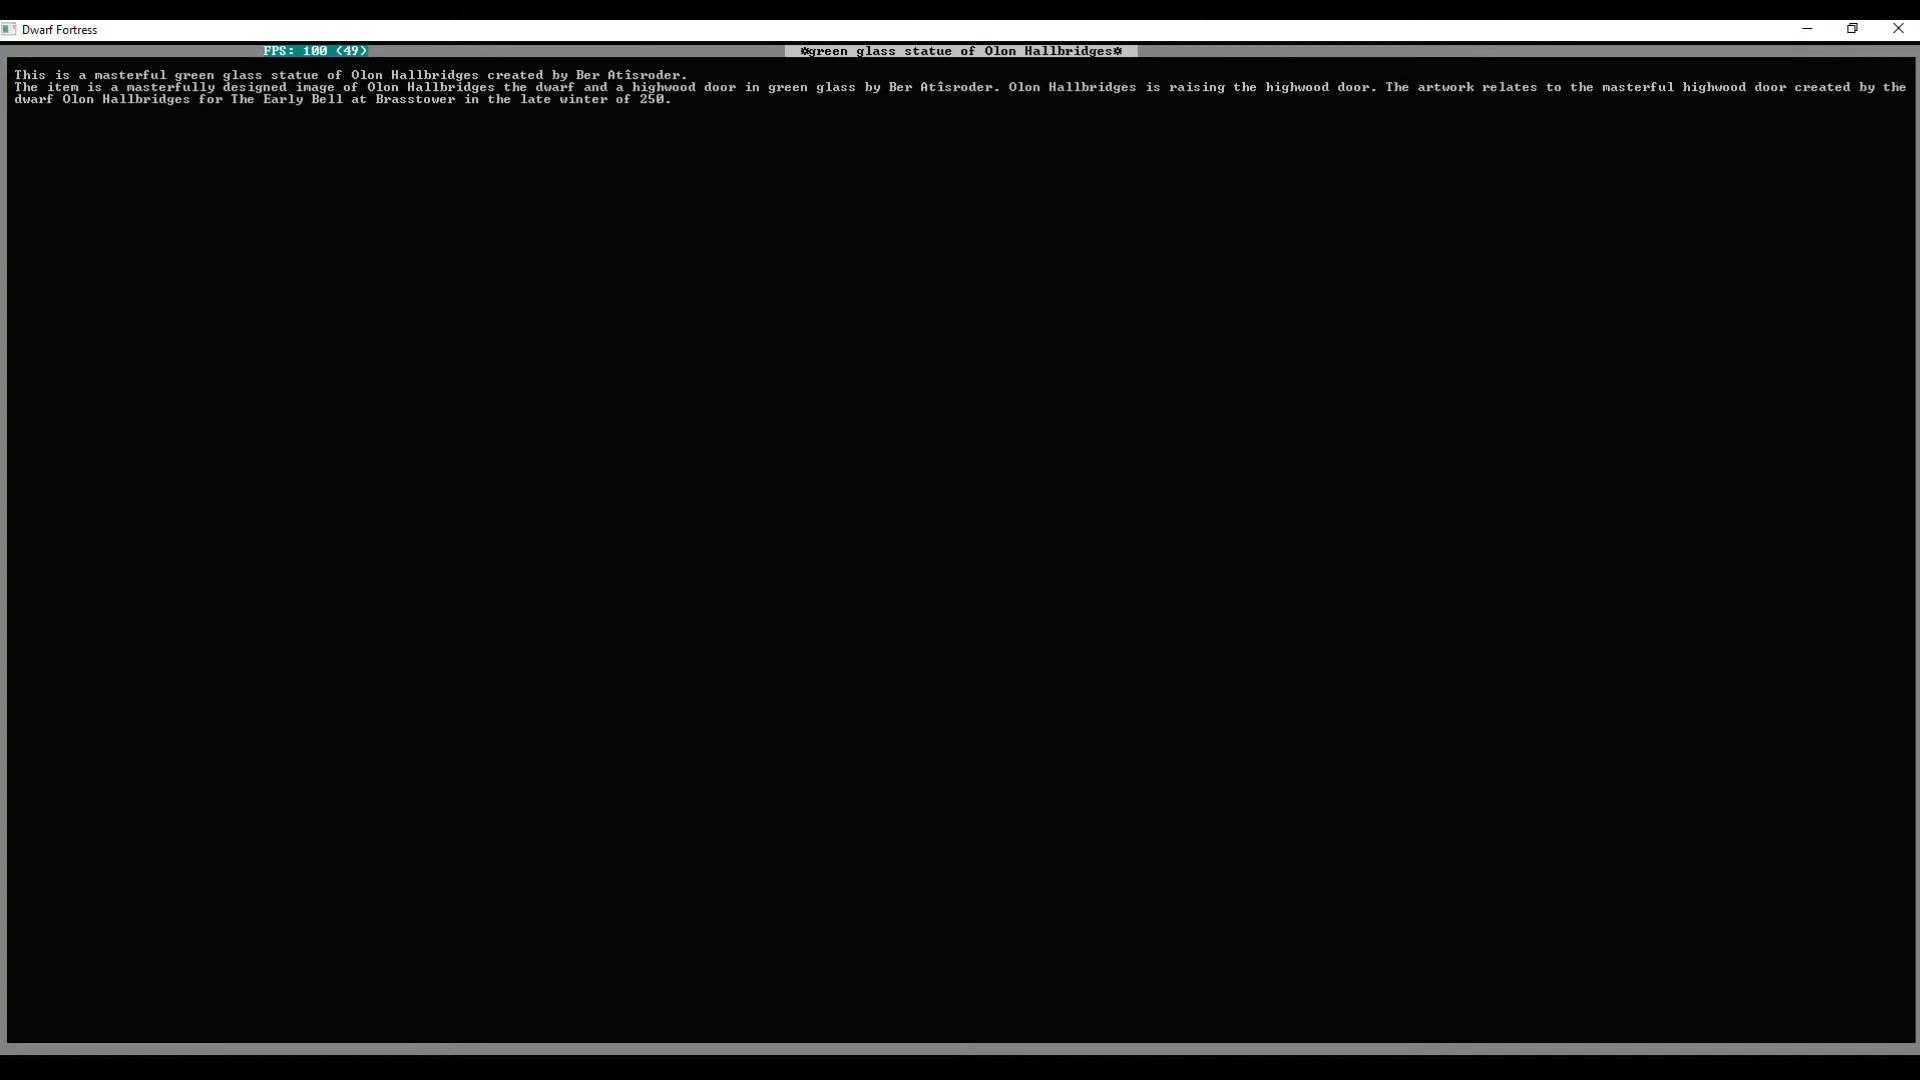 Dwarf Fortress
FPS: 100 (49)
☼green glass statue of Olon Hallbridges☼
This is a masterful green glass statue of Olon Hallbridges created by Ber Atîsroder.
The item is a masterfully designed image of Olon Hallbridges the dwarf and a highwood door in green glass by Ber Atîsroder. Olon Hallbridges is raising the highwood door. The artwork relates to the masterful highwood door created by the
dwarf Olon Hallbridges for The Early Bell at Brasstower in the late winter of 250.